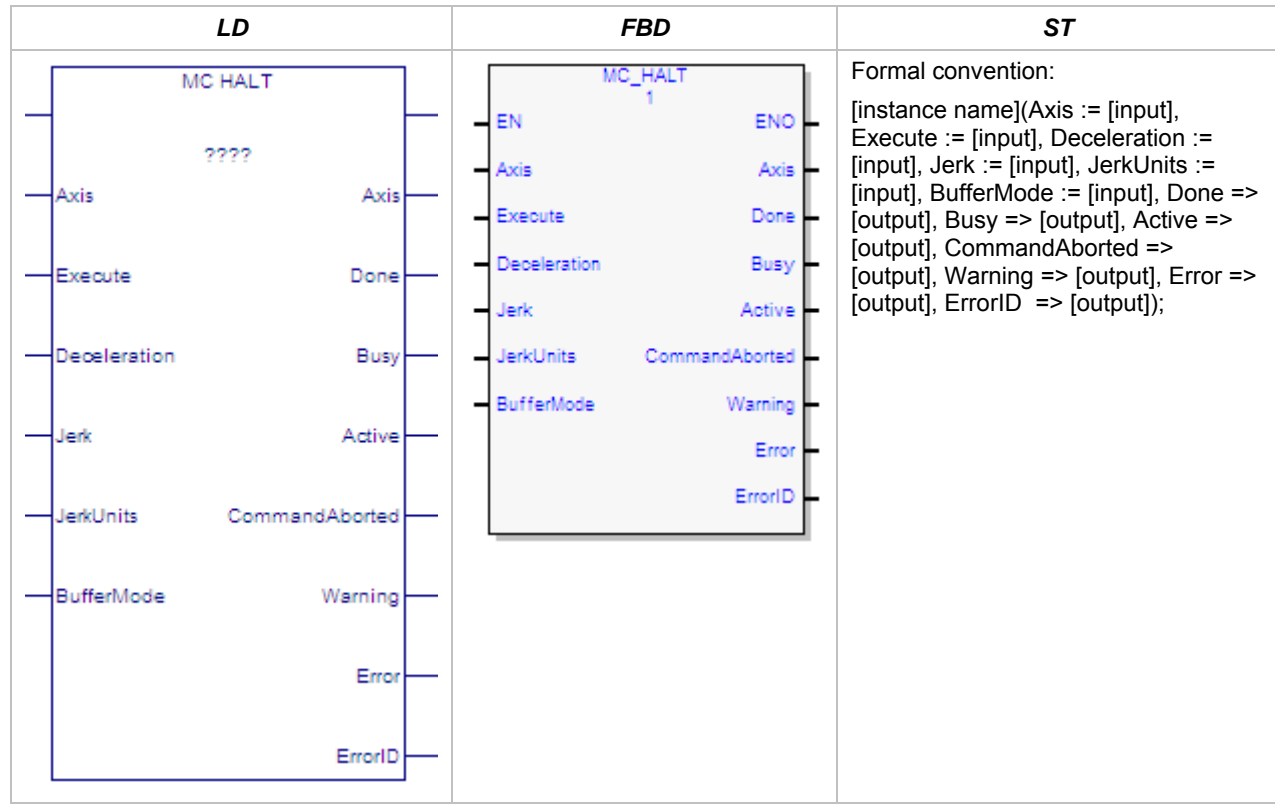 LD
FBD
ST
MC HALT
????
Axis Axis
Execute Done
Deceleration Busy
Jerk Active
JerkUnits CommandAborted
BufferMode Warning
Error
ErrorID
MC_HALT
1
EN ENO
Axis Axis
Execute Done
Deceleration Busy
Jerk Active
JerkUnits CommandAborted
BufferMode Warning
Error
ErrorID
Formal convention:
[instance name](Axis := [input],
Execute := [input], Deceleration :=
[input], Jerk := [input], JerkUnits :=
[input], BufferMode := [input], Done =>
[output], Busy => [output], Active =>
[output], CommandAborted =>
[output], Warning => [output], Error =>
[output], ErrorID => [output]);